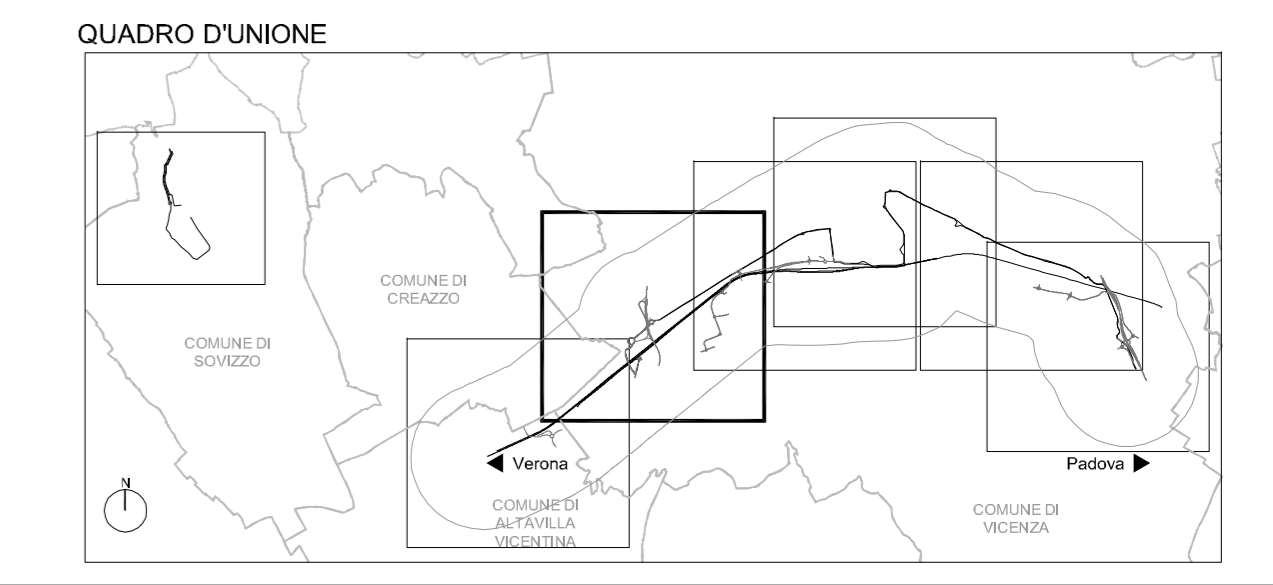 QUADRO D'UNIONE
COMUNE DI
CREAZZO
COMUNE DI
SOVIZZO
Verona
Padova
N
COMUNE DI
ALTAVILLA
VICENTINA
COMUNE DI
VICENZA